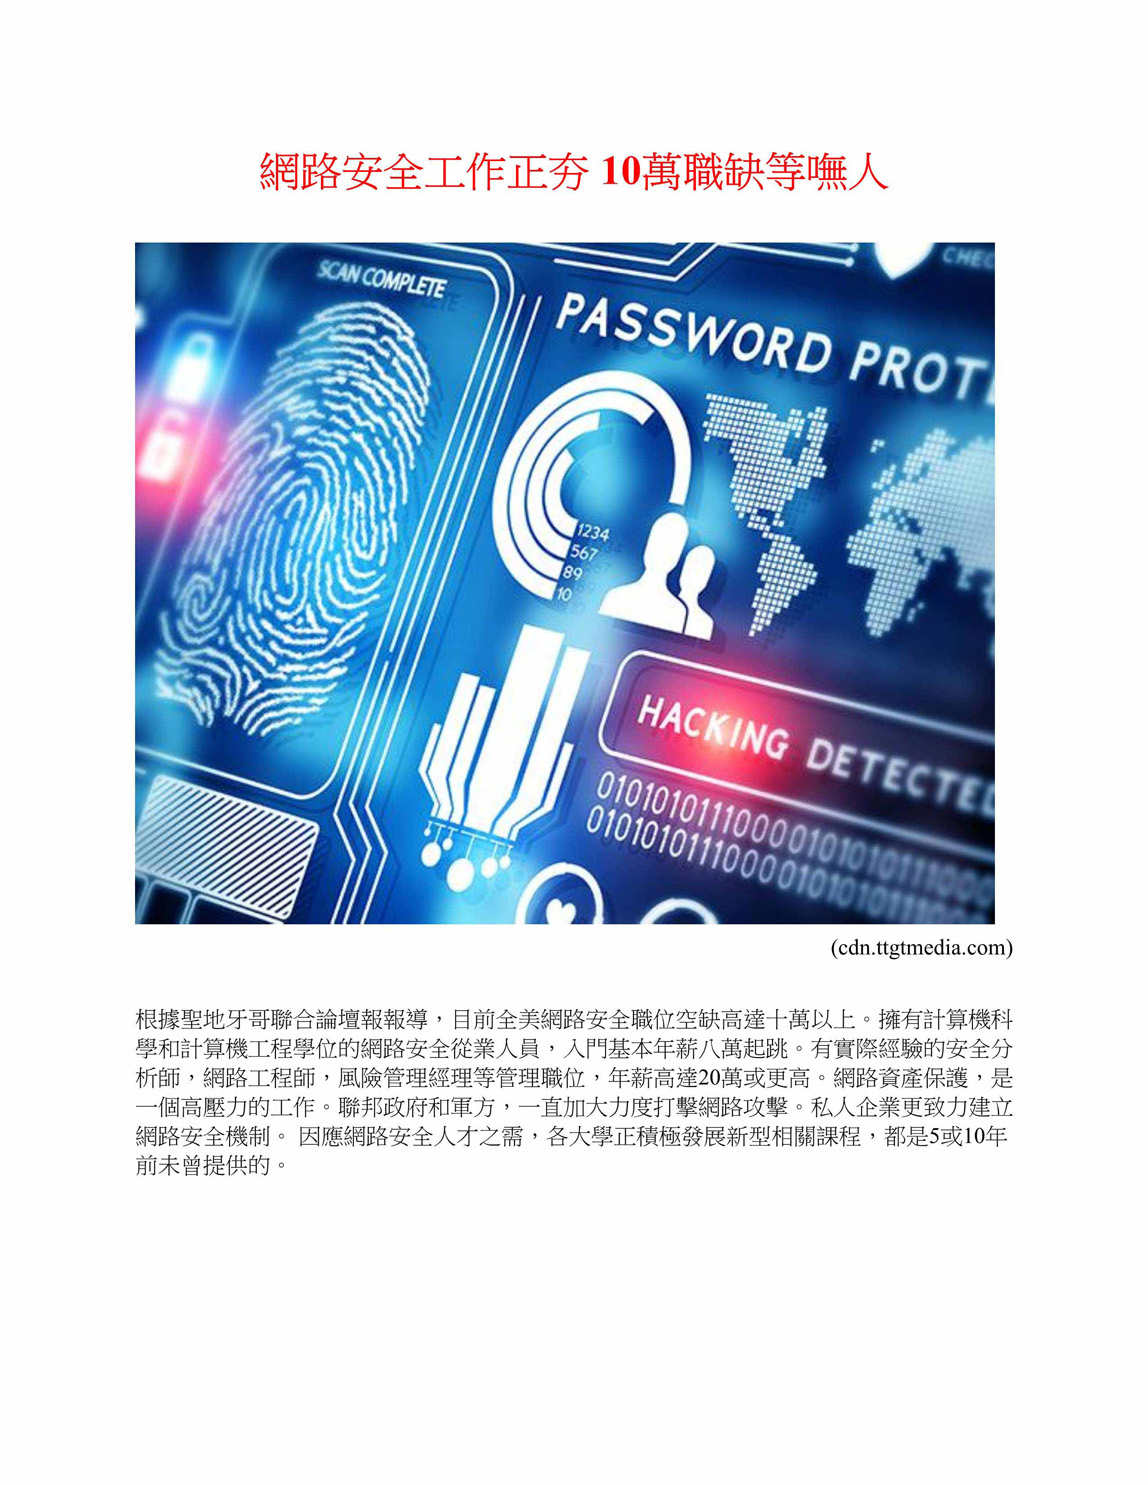 網路安全工作正夯 10萬職缺等嘸人
SCAN COMPLETE
CHEC
PASSWORD PROT
1234
567
89
10
HACKING DETECTED
010101011100001010101110000
010101011100001010101110000
(cdn.ttgtmedia.com)
根據聖地牙哥聯合論壇報報導，目前全美網路安全職位空缺高達十萬以上。擁有計算機科
學和計算機工程學位的網路安全從業人員，入門基本年薪八萬起跳。有實際經驗的安全分
析師，網路工程師，風險管理經理等管理職位，年薪高達20萬或更高。網路資產保護，是
一個高壓力的工作。聯邦政府和軍方，一直加大力度打擊網路攻擊。私人企業更致力建立
網路安全機制。 因應網路安全人才之需，各大學正積極發展新型相關課程，都是5或10年
前未曾提供的。